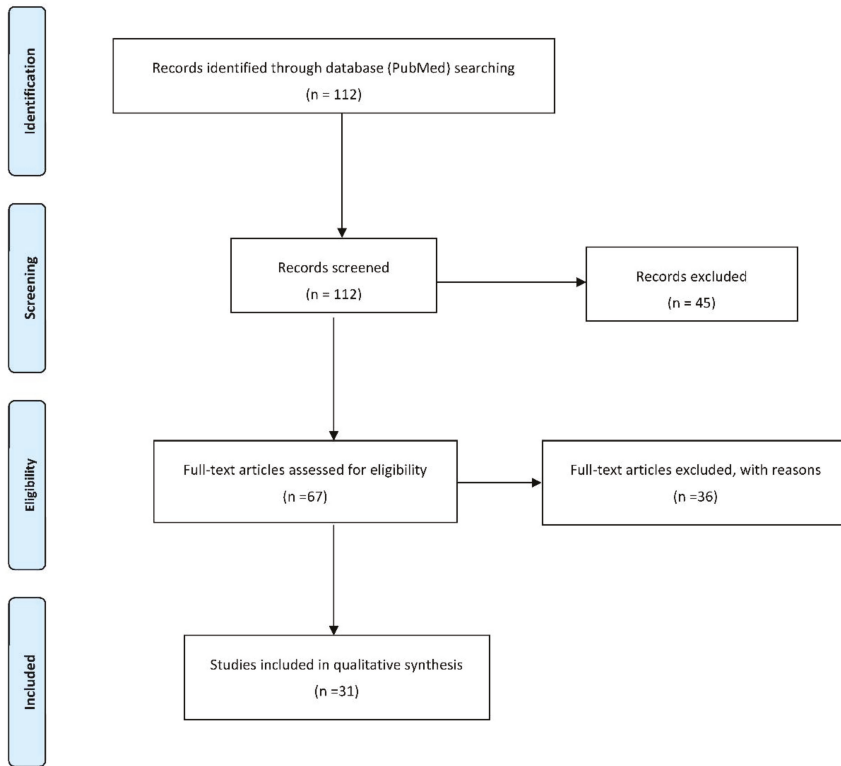 Identification
Records identified through database (PubMed) searching
(n = 112)
Screening
Records screened
(n = 112)
Records excluded
(n = 45)
Eligibility
Full-text articles assessed for eligibility
(n =67)
Full-text articles excluded, with reasons
(n =36)
Included
Studies included in qualitative synthesis
(n =31)